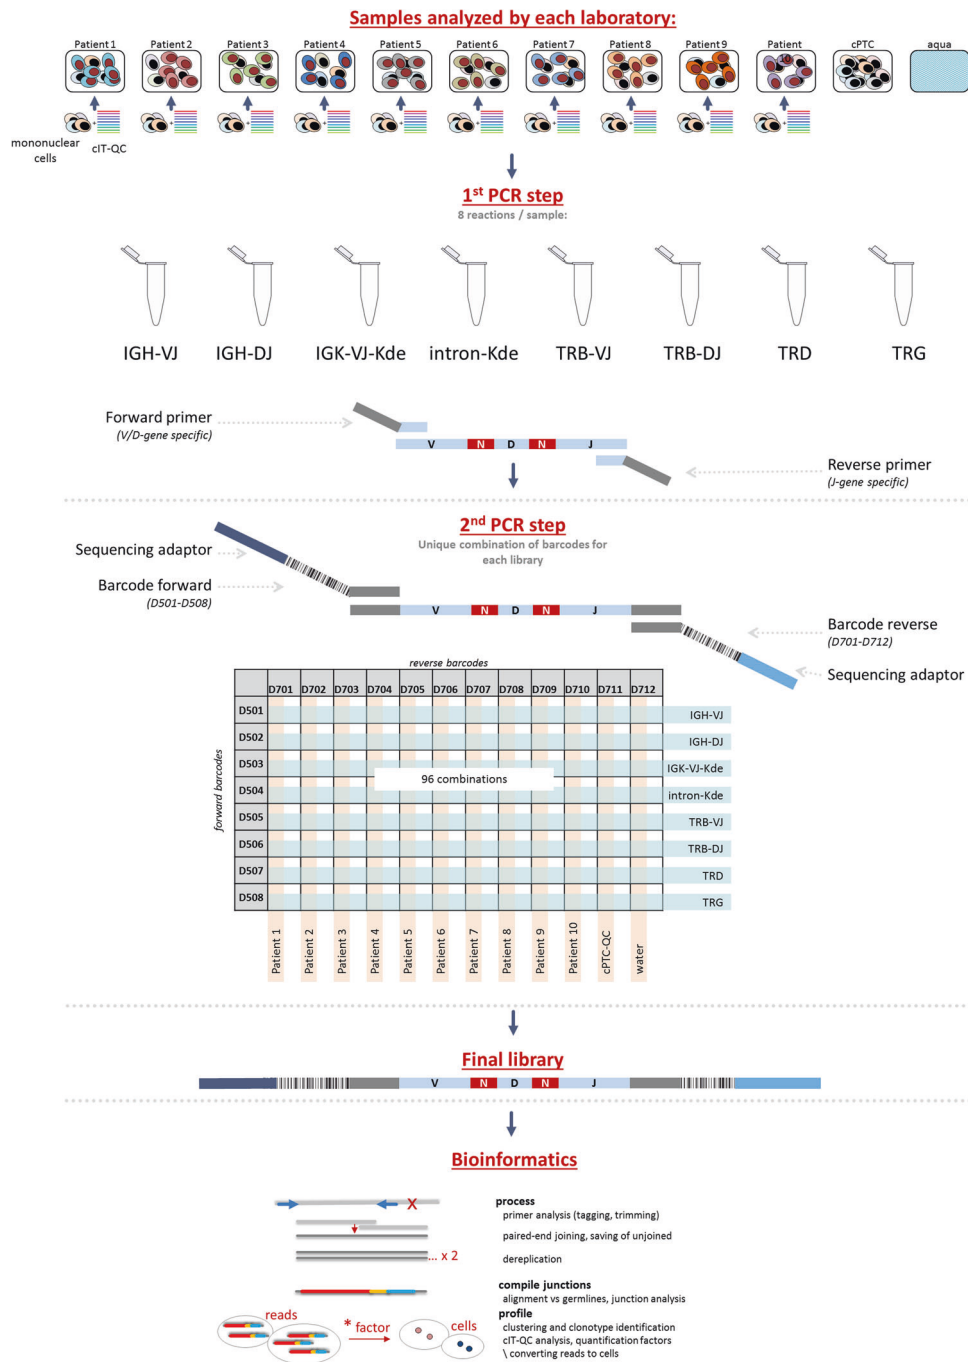 Samples analyzed by each laboratory:
Patient 1 Patient 2 Patient 3 Patient 4 Patient 5 Patient 6 Patient 7 Patient 8 Patient 9 Patient cPTC aqua
10
+ + + + + + + + + +
mononuclear cells
cIT-QC
1st PCR step
8 reactions / sample:
IGH-VJ IGH-DJ IGK-VJ-Kde intron-Kde TRB-VJ TRB-DJ TRD TRG
Forward primer
(V/D-gene specific)
V N D N J
Reverse primer
(J-gene specific)
2nd PCR step
Unique combination of barcodes for
each library
Sequencing adaptor
Barcode forward
(D501-D508)
V N D N J
Barcode reverse
(D701-D712)
Sequencing adaptor
reverse barcodes
D701 D702 D703 D704 D705 D706 D707 D708 D709 D710 D711 D712
forward barcodes
D501 IGH-VJ
D502 IGH-DJ
D503 IGK-VJ-Kde
96 combinations
D504 intron-Kde
D505 TRB-VJ
D506 TRB-DJ
D507 TRD
D508 TRG
Patient 1 Patient 2 Patient 3 Patient 4 Patient 5 Patient 6 Patient 7 Patient 8 Patient 9 Patient 10 cPTC-QC water
Final library
V N D N J
Bioinformatics
X
process
primer analysis (tagging, trimming)
paired-end joining, saving of unjoined
... x 2
dereplication
compile junctions
alignment vs germlines, junction analysis
reads
* factor
cells
profile
clustering and clonotype identification
cIT-QC analysis, quantification factors
\ converting reads to cells